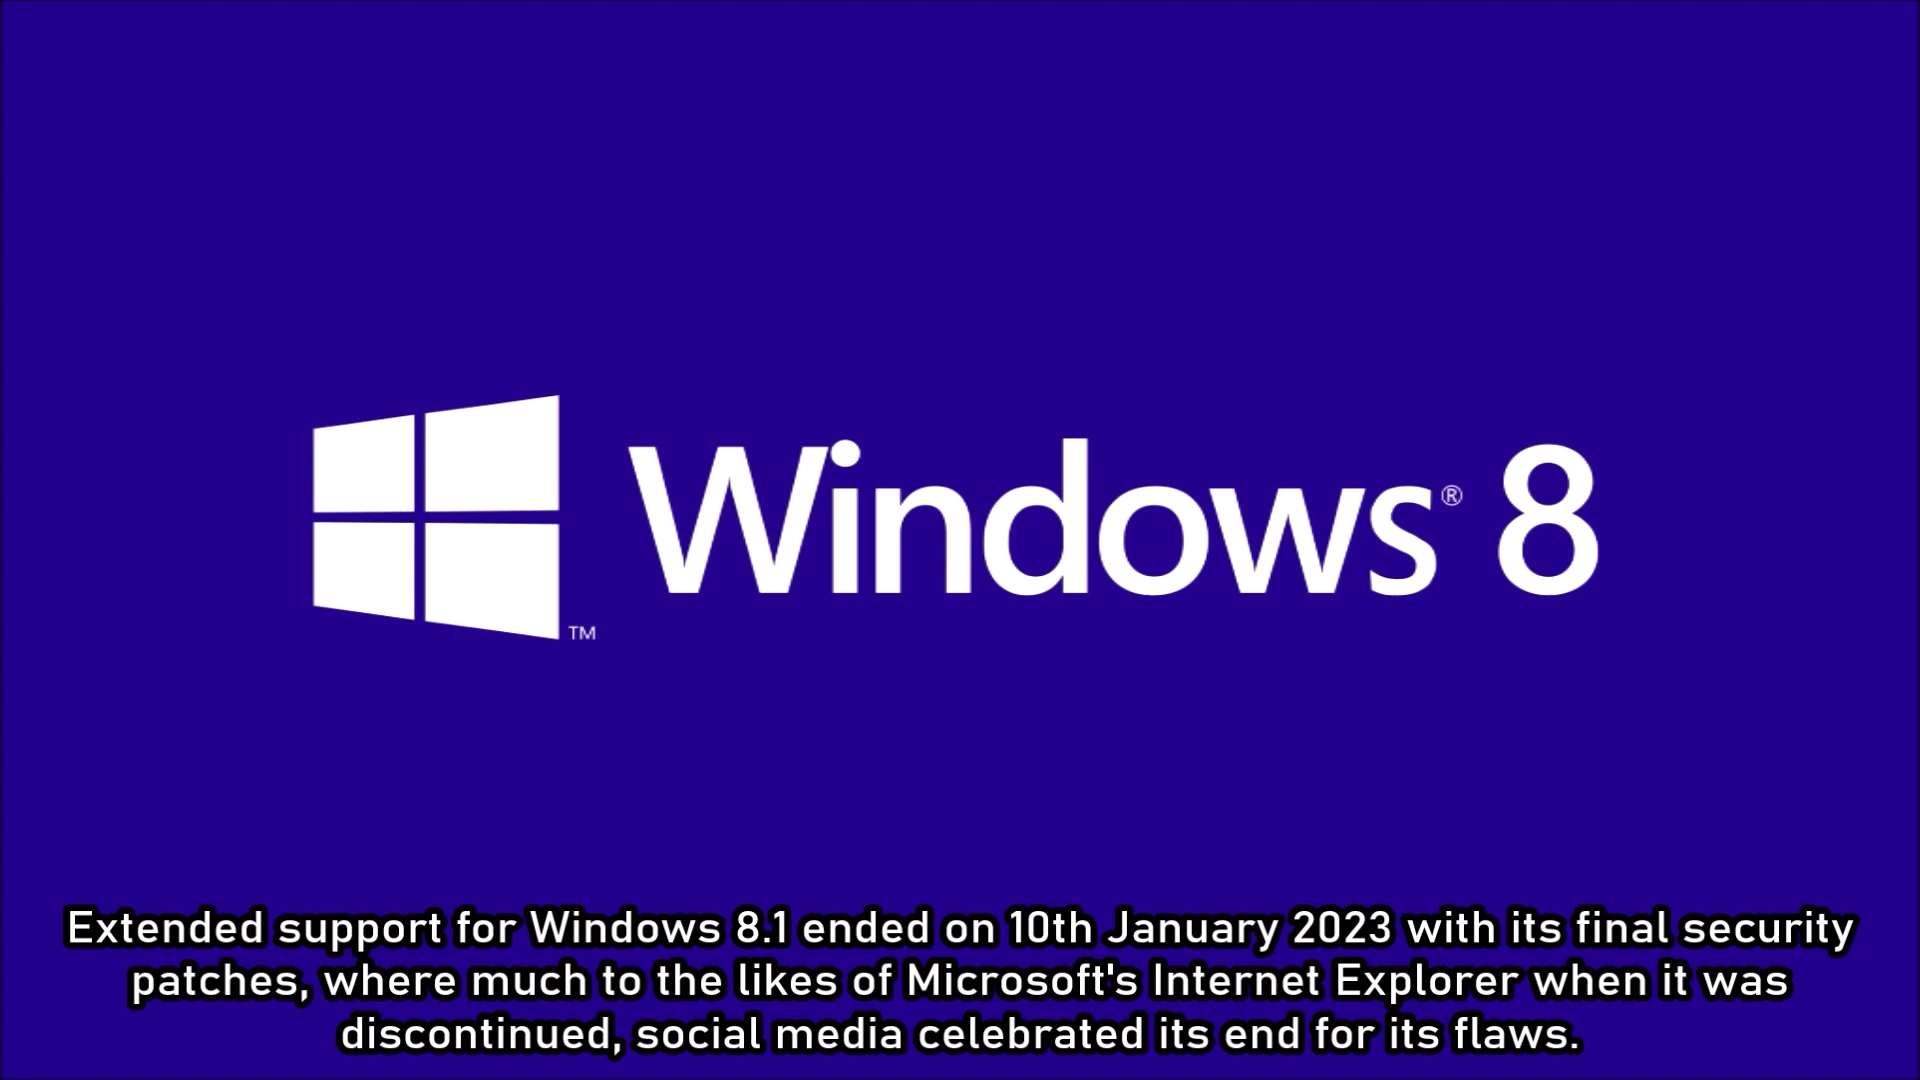 Windows® 8
™
Extended support for Windows 8.1 ended on 10th January 2023 with its final security
patches, where much to the likes of Microsoft's Internet Explorer when it was
discontinued, social media celebrated its end for its flaws.